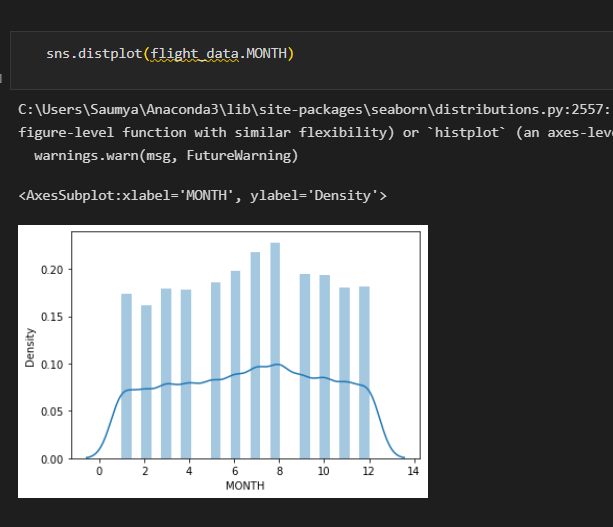 sns.distplot(flight_data.MONTH)
C:\Users\Saumya\Anaconda3\lib\site-packages\seaborn\distributions.py:2557:
figure-level function with similar flexibility) or `histplot` (an axes-lev
warnings.warn(msg, FutureWarning)
<AxesSubplot:xlabel='MONTH', ylabel='Density'>
0.20
0.15
0.10
0.05
0.00
Density
0 2 4 6 8 10 12 14
MONTH